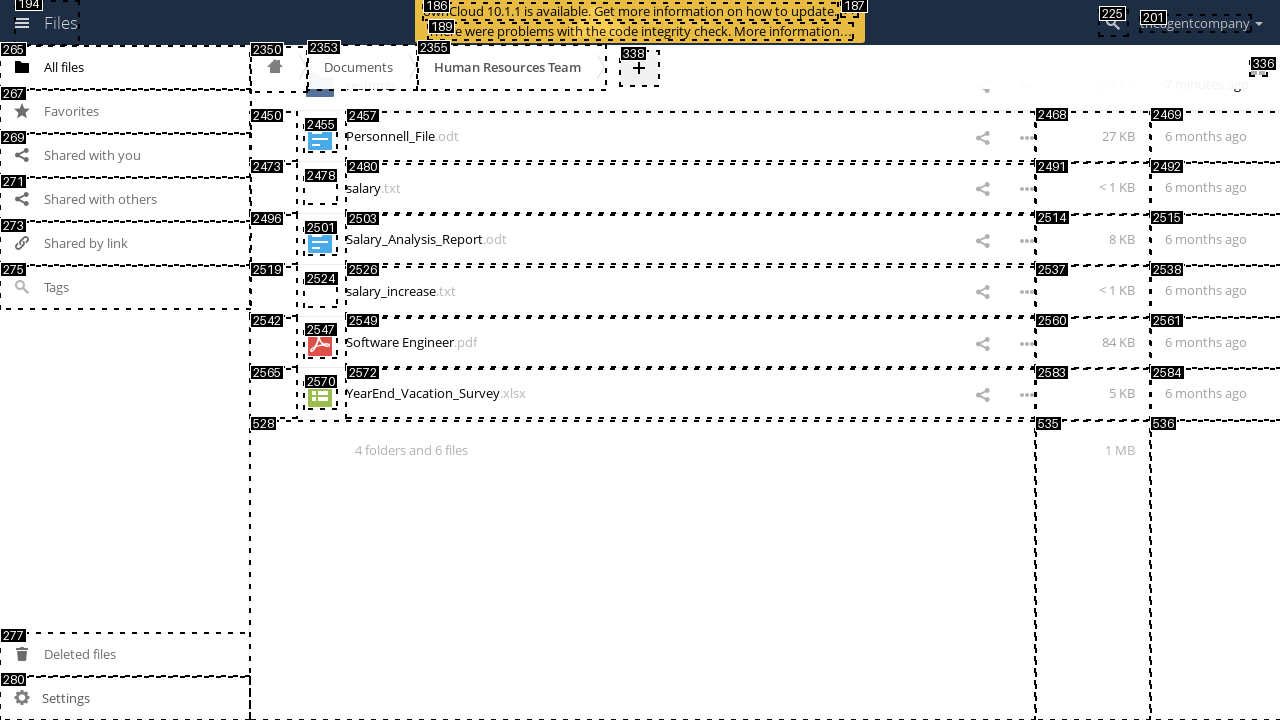 194
Files
186
ownCloud 10.1.1 is available. Get more information on how to update.
187
189
There were problems with the code integrity check. More information…
225
201
theagentcompany
265
All files
267
Favorites
269
Shared with you
271
Shared with others
273
Shared by link
275
Tags
277
Deleted files
280
Settings
2350
2353
Documents
2355
Human Resources Team
338
+
336
7 minutes ago
2450
2455
2457
Personnell_File.odt
2468
27 KB
2469
6 months ago
2473
2478
2480
salary.txt
2491
< 1 KB
2492
6 months ago
2496
2501
2503
Salary_Analysis_Report.odt
2514
8 KB
2515
6 months ago
2519
2524
2526
salary_increase.txt
2537
< 1 KB
2538
6 months ago
2542
2547
2549
Software Engineer.pdf
2560
84 KB
2561
6 months ago
2565
2570
2572
YearEnd_Vacation_Survey.xlsx
2583
5 KB
2584
6 months ago
528
4 folders and 6 files
535
1 MB
536